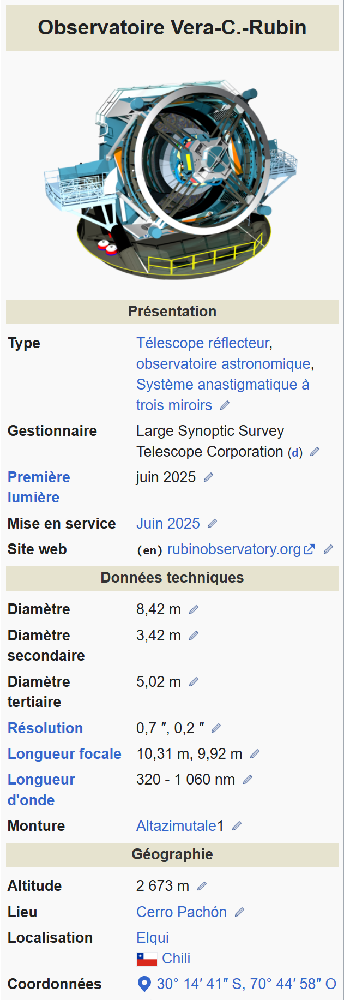 Observatoire Vera-C.-Rubin
Présentation
Type
Télescope réflecteur,
observatoire astronomique,
Système anastigmatique à
trois miroirs
Gestionnaire
Large Synoptic Survey
Telescope Corporation (d)
Première
lumière
juin 2025
Mise en service
Juin 2025
Site web
(en) rubinobservatory.org
Données techniques
Diamètre
8,42 m
Diamètre
secondaire
3,42 m
Diamètre
tertiaire
5,02 m
Résolution
0,7 ″, 0,2 ″
Longueur focale
10,31 m, 9,92 m
Longueur
d'onde
320 - 1 060 nm
Monture
Altazimutale1
Géographie
Altitude
2 673 m
Lieu
Cerro Pachón
Localisation
Elqui
Chili
Coordonnées
30° 14′ 41″ S, 70° 44′ 58″ O